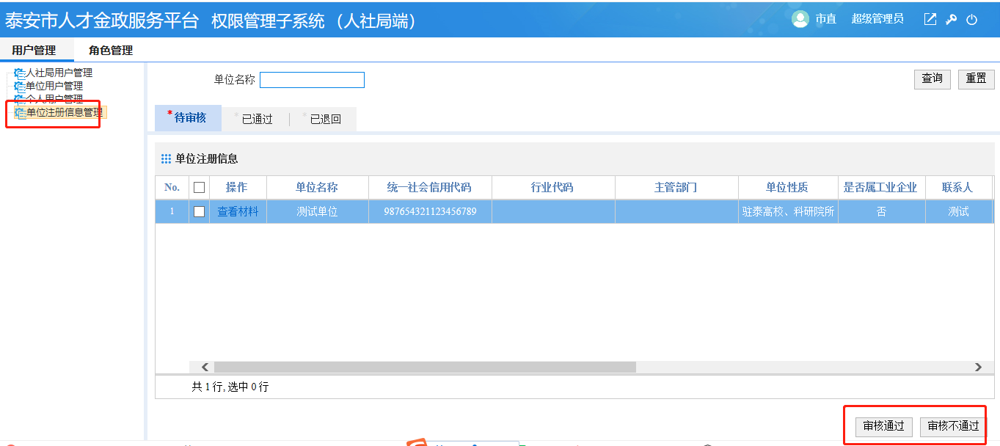 泰安市人才金政服务平台 权限管理子系统 （人社局端）
市直 超级管理员
用户管理 角色管理
人社局用户管理
单位用户管理
个人用户管理
单位注册信息管理
单位名称 查询 重置
*待审核 已通过 已退回
单位注册信息
No. 操作 单位名称 统一社会信用代码 行业代码 主管部门 单位性质 是否属工业企业 联系人
1 查看材料 测试单位 987654321123456789 驻泰高校、科研院所 否 测试
共 1 行, 选中 0 行
审核通过 审核不通过